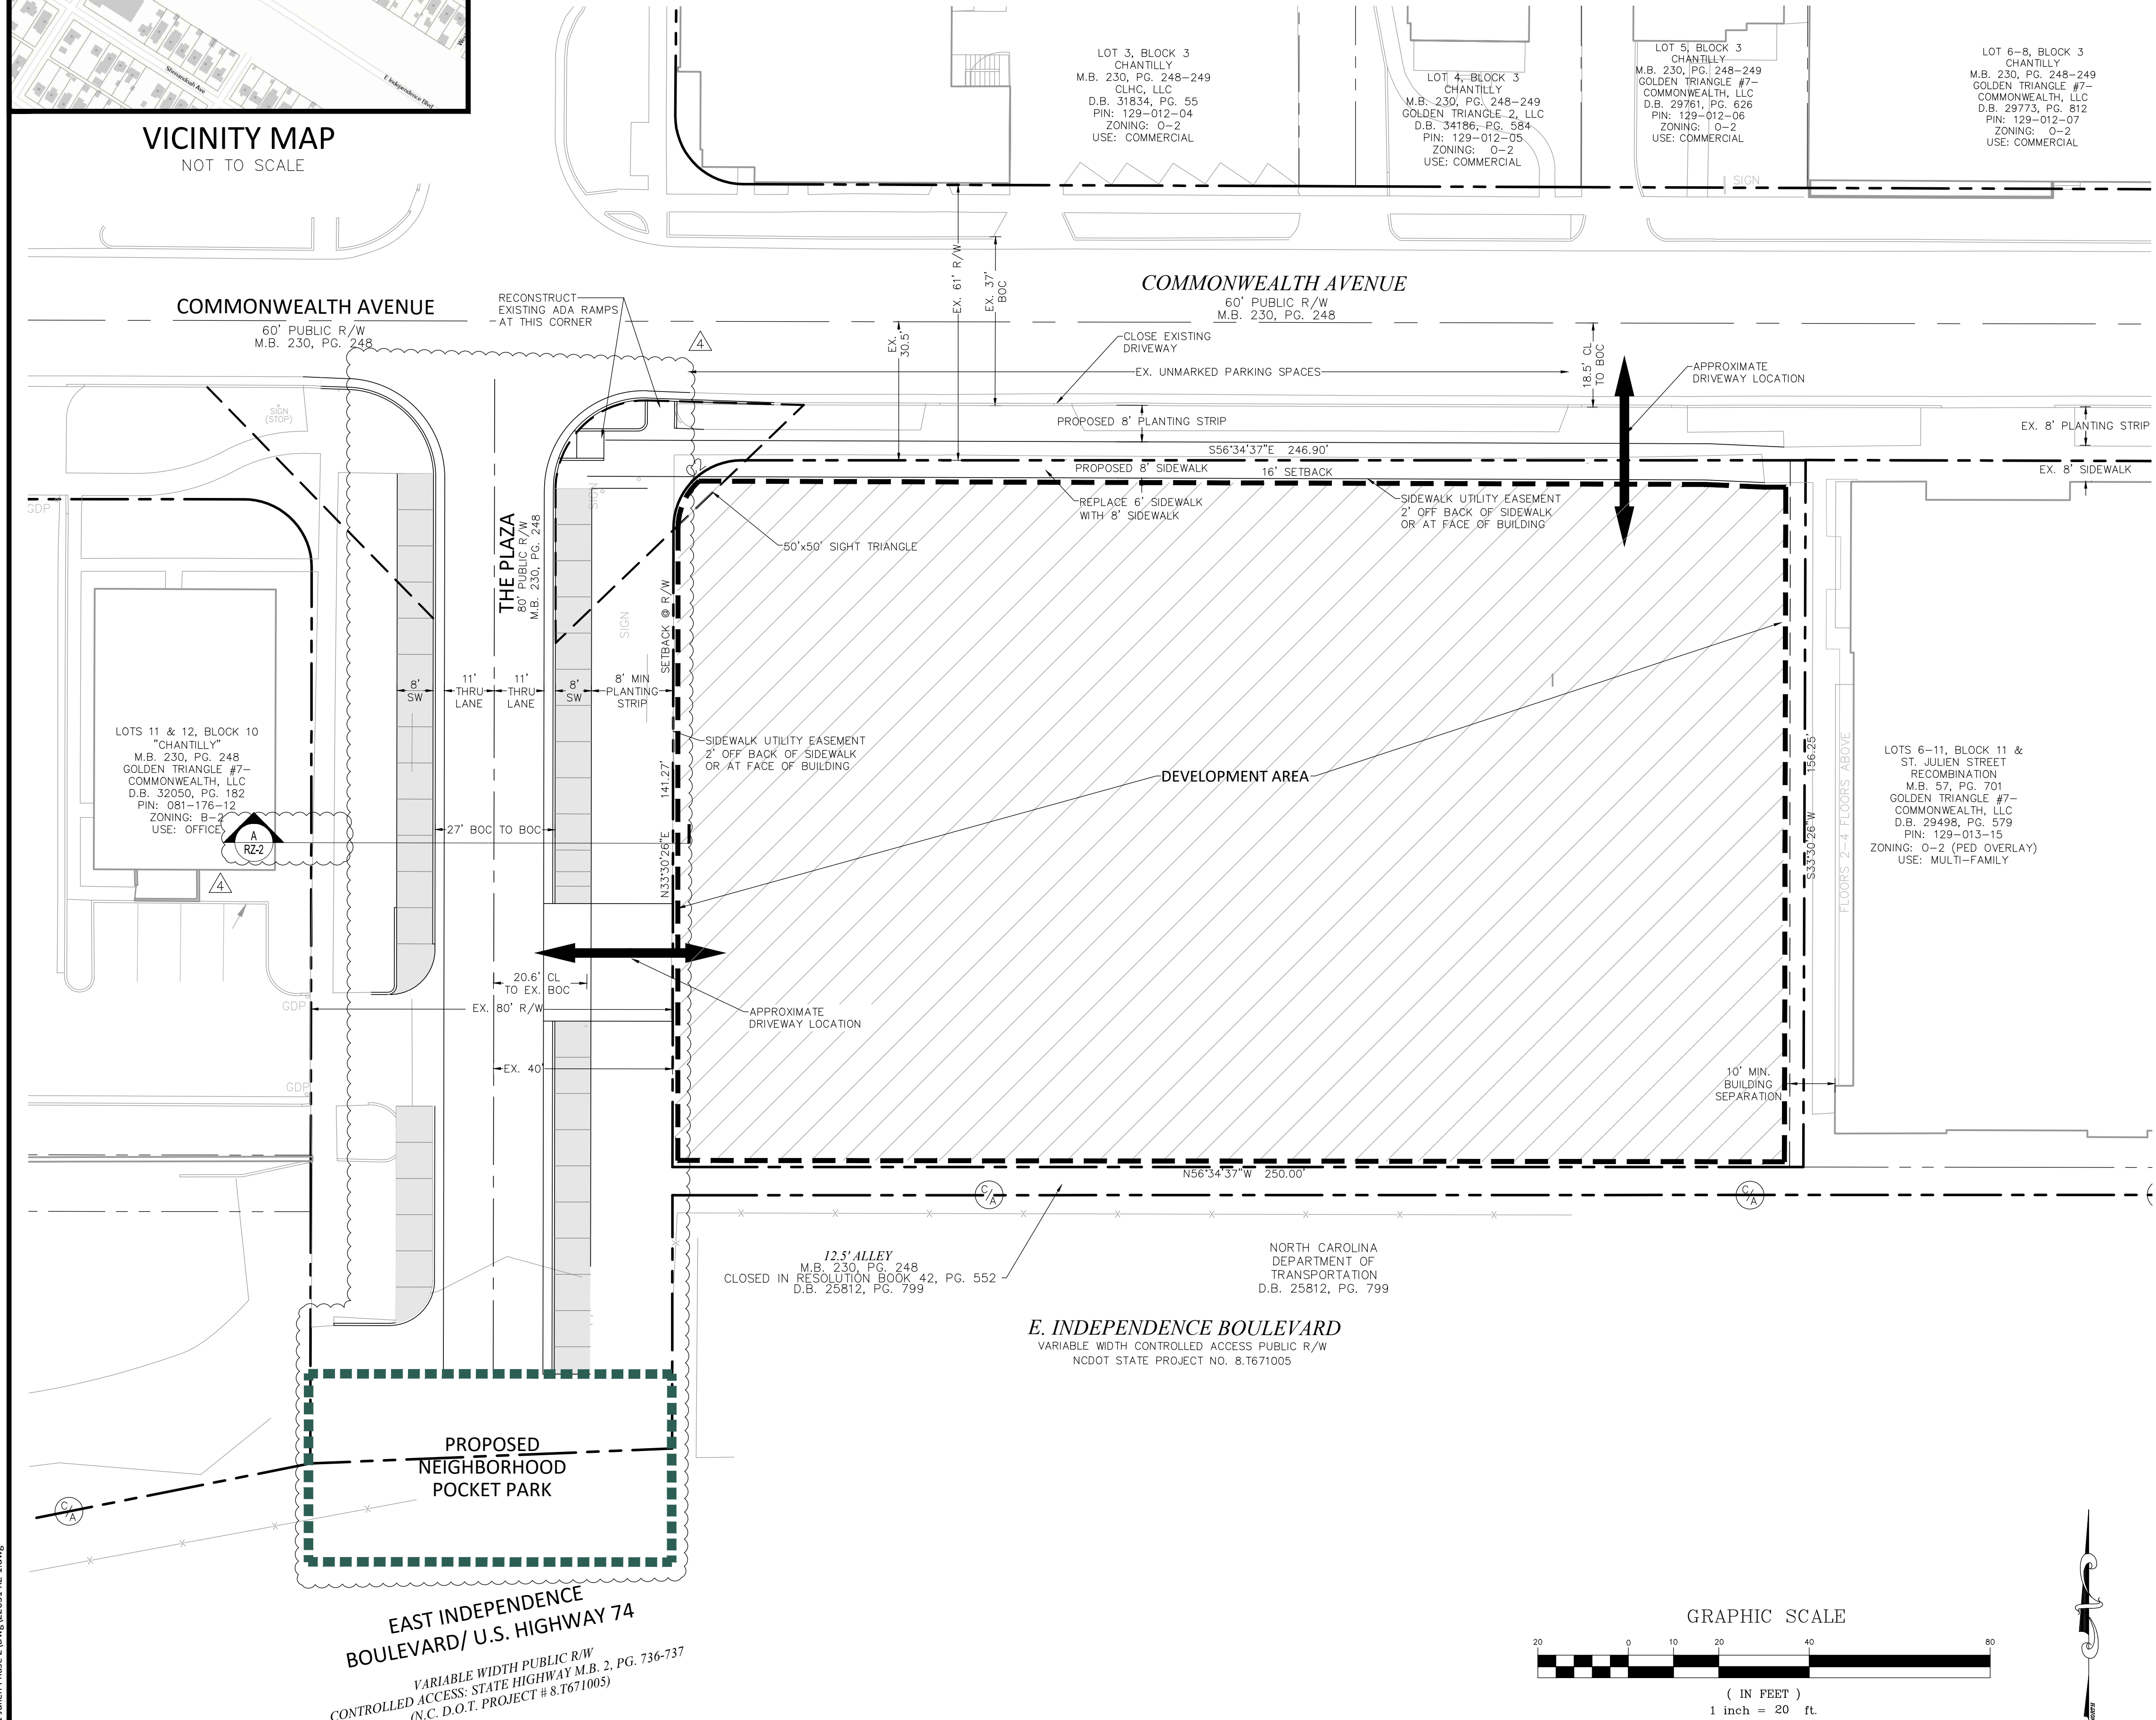 Shenandoah Ave
E Independence Blvd
VICINITY MAP
NOT TO SCALE
LOT 3, BLOCK 3
CHANTILLY
M.B. 230, PG. 248-249
CLHC, LLC
D.B. 31834, PG. 55
PIN: 129-012-04
ZONING: O-2
USE: COMMERCIAL
LOT 4, BLOCK 3
CHANTILLY
M.B. 230, PG. 248-249
GOLDEN TRIANGLE 2, LLC
D.B. 34186, PG. 584
PIN: 129-012-05
ZONING: O-2
USE: COMMERCIAL
LOT 5, BLOCK 3
CHANTILLY
M.B. 230, PG. 248-249
GOLDEN TRIANGLE #7-
COMMONWEALTH, LLC
D.B. 29761, PG. 626
PIN: 129-012-06
ZONING: O-2
USE: COMMERCIAL
LOT 6-8, BLOCK 3
CHANTILLY
M.B. 230, PG. 248-249
GOLDEN TRIANGLE #7-
COMMONWEALTH, LLC
D.B. 29773, PG. 812
PIN: 129-012-07
ZONING: O-2
USE: COMMERCIAL
SIGN
COMMONWEALTH AVENUE
60' PUBLIC R/W
M.B. 230, PG. 248
RECONSTRUCT
EXISTING ADA RAMPS
AT THIS CORNER
4
EX. 61' R/W
EX. 37'
BOC
EX.
30.5'
COMMONWEALTH AVENUE
60' PUBLIC R/W
M.B. 230, PG. 248
CLOSE EXISTING
DRIVEWAY
EX. UNMARKED PARKING SPACES
18.5' CL
TO BOC
APPROXIMATE
DRIVEWAY LOCATION
SIGN
(STOP)
PROPOSED 8' PLANTING STRIP
EX. 8' PLANTING STRIP
S56°34'37"E 246.90'
PROPOSED 8' SIDEWALK
16' SETBACK
EX. 8' SIDEWALK
REPLACE 6' SIDEWALK
WITH 8' SIDEWALK
SIDEWALK UTILITY EASEMENT
2' OFF BACK OF SIDEWALK
OR AT FACE OF BUILDING
GDP
SIGN
THE PLAZA
80' PUBLIC R/W
M.B. 230, PG. 248
50'x50' SIGHT TRIANGLE
SIGN
SETBACK @ R/W
8'
SW
11'
THRU
LANE
11'
THRU
LANE
8'
SW
8' MIN
PLANTING
STRIP
SIDEWALK UTILITY EASEMENT
2' OFF BACK OF SIDEWALK
OR AT FACE OF BUILDING
DEVELOPMENT AREA
LOTS 11 & 12, BLOCK 10
"CHANTILLY"
M.B. 230, PG. 248
GOLDEN TRIANGLE #7-
COMMONWEALTH, LLC
D.B. 32050, PG. 182
PIN: 081-176-12
ZONING: B-2
USE: OFFICE
A
RZ-2
4
27' BOC TO BOC
N33°30'26"E 141.27'
S33°30'26"W 156.25'
FLOORS 2-4 FLOORS ABOVE
LOTS 6-11, BLOCK 11 &
ST. JULIEN STREET
RECOMBINATION
M.B. 57, PG. 701
GOLDEN TRIANGLE #7-
COMMONWEALTH, LLC
D.B. 29498, PG. 579
PIN: 129-013-15
ZONING: O-2 (PED OVERLAY)
USE: MULTI-FAMILY
20.6' CL
TO EX. BOC
GDP
EX. 80' R/W
APPROXIMATE
DRIVEWAY LOCATION
EX. 40'
GDP
10' MIN.
BUILDING
SEPARATION
N56°34'37"W 250.00'
C/A
C/A
12.5' ALLEY
M.B. 230, PG. 248
CLOSED IN RESOLUTION BOOK 42, PG. 552
D.B. 25812, PG. 799
NORTH CAROLINA
DEPARTMENT OF
TRANSPORTATION
D.B. 25812, PG. 799
E. INDEPENDENCE BOULEVARD
VARIABLE WIDTH CONTROLLED ACCESS PUBLIC R/W
NCDOT STATE PROJECT NO. 8.T671005
PROPOSED
NEIGHBORHOOD
POCKET PARK
C/A
EAST INDEPENDENCE
BOULEVARD/ U.S. HIGHWAY 74
VARIABLE WIDTH PUBLIC R/W
CONTROLLED ACCESS: STATE HIGHWAY M.B. 2, PG. 736-737
(N.C. D.O.T. PROJECT # 8.T671005)
GRAPHIC SCALE
20 0 10 20 40 80
( IN FEET )
1 inch = 20 ft.